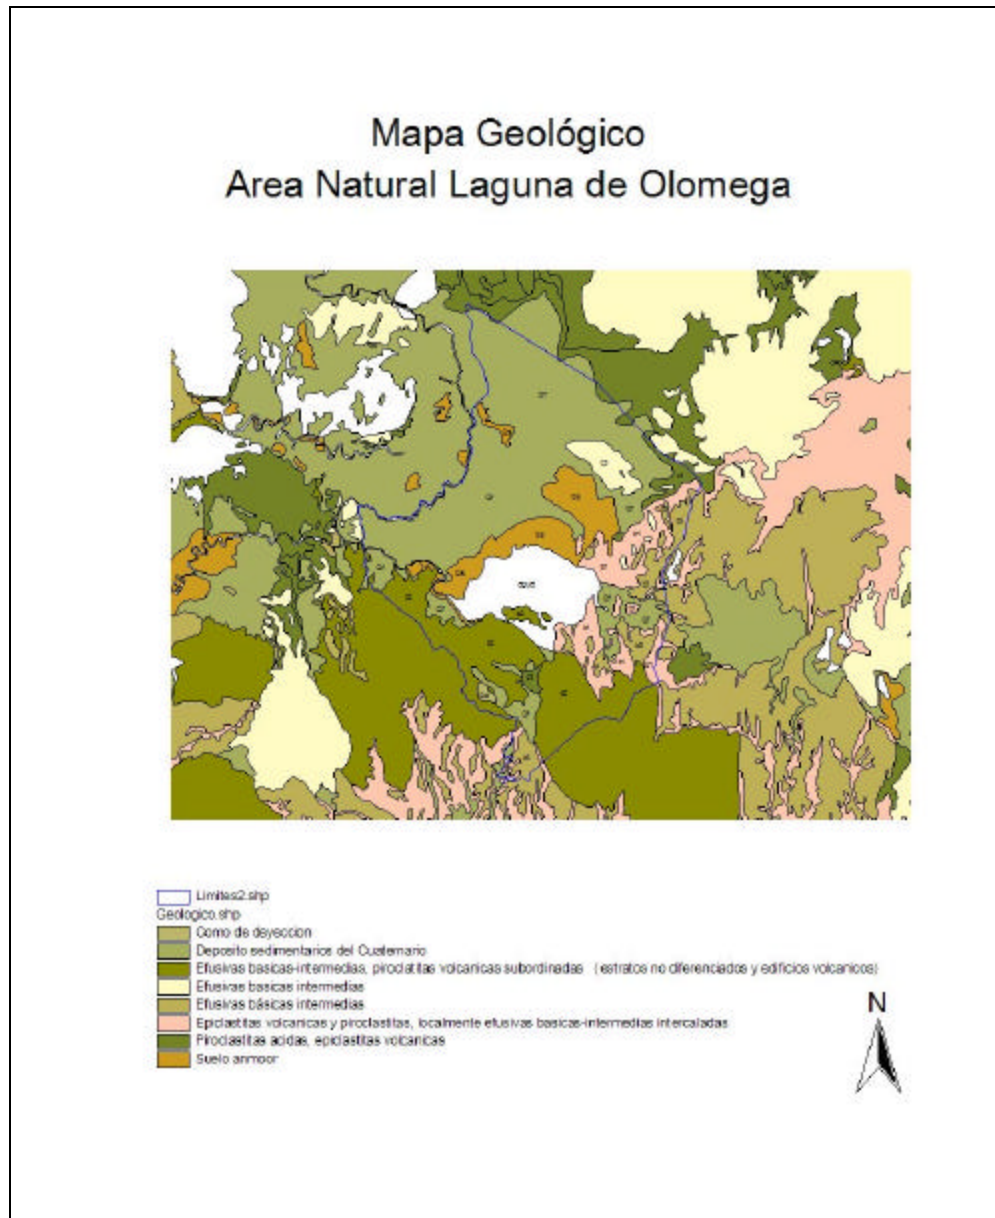 Mapa Geológico
Area Natural Laguna de Olomega
Limites2.shp
Geologico.shp
Cono de deyeccion
Deposito sedimentarios del Cuaternario
Efusivas basicas-intermedias, piroclatitas volcanicas subordinadas (estratos no diferenciados y edificios volcanicos)
Efusivas basicas intermedias
Efusivas básicas intermedias
Epiclastitas volcanicas y piroclastitas, localmente efusivas basicas-intermedias intercaladas
Piroclastitas acidas, epiclastitas volcanicas
Suelo anmoor
N